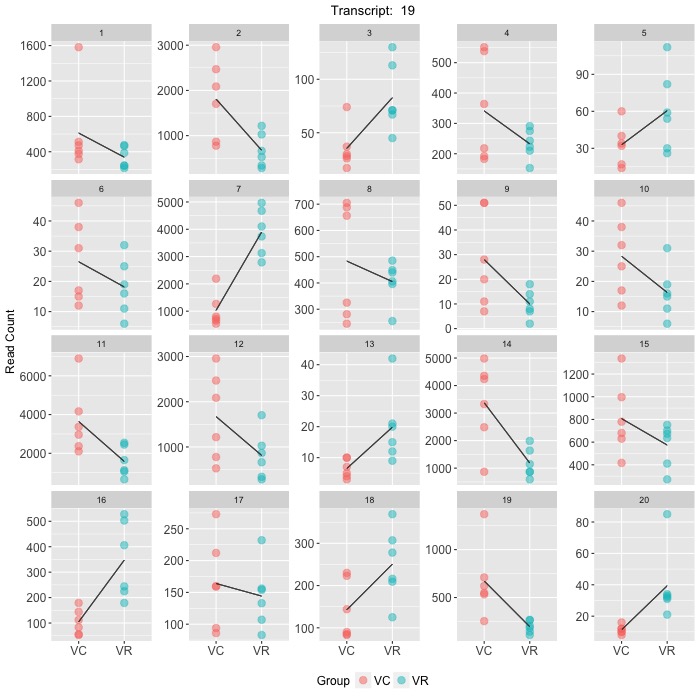 Transcript: 19
1 2 3 4 5
1600 1200 800 400
3000 2000 1000
100 50
500 400 300 200
90 60 30
6 7 8 9 10
40 30 20 10
5000 4000 3000 2000 1000
700 600 500 400 300
50 40 30 20 10 0
40 30 20 10
Read Count
11 12 13 14 15
6000 4000 2000
3000 2000 1000
40 30 20 10
5000 4000 3000 2000 1000
1200 1000 800 600 400
16 17 18 19 20
500 400 300 200 100
250 200 150 100
300 200 100
1000 500
80 60 40 20
VC VR VC VR VC VR VC VR VC VR
Group VC VR